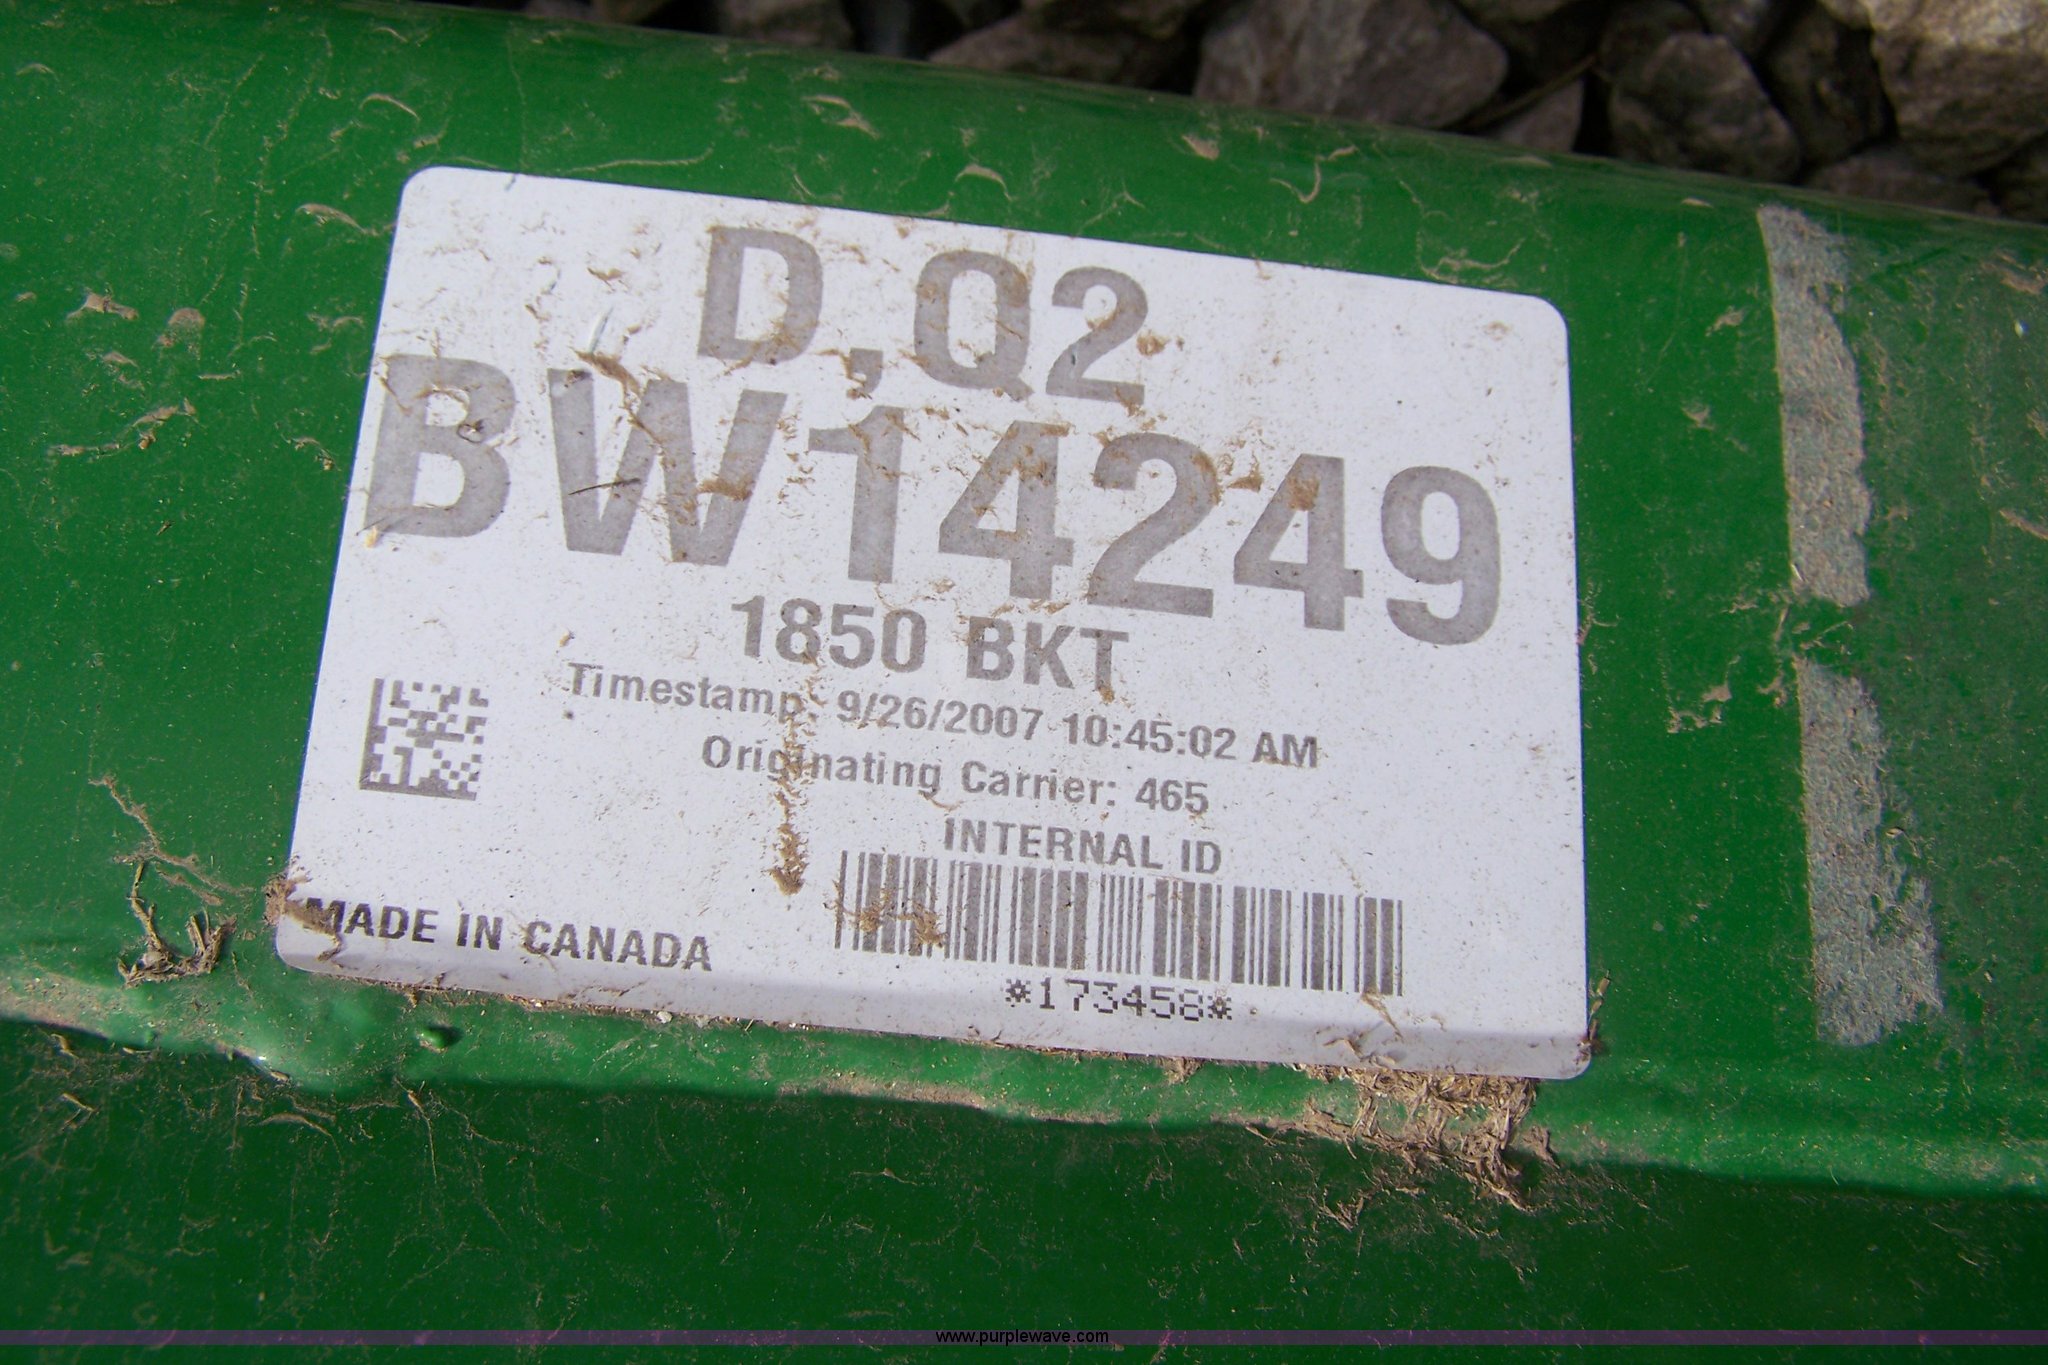 D,Q2
BW14249
1850 BKT
Timestamp: 9/26/2007 10:45:02 AM
Originating Carrier: 465
INTERNAL ID
MADE IN CANADA
*173458*
www.purplewave.com